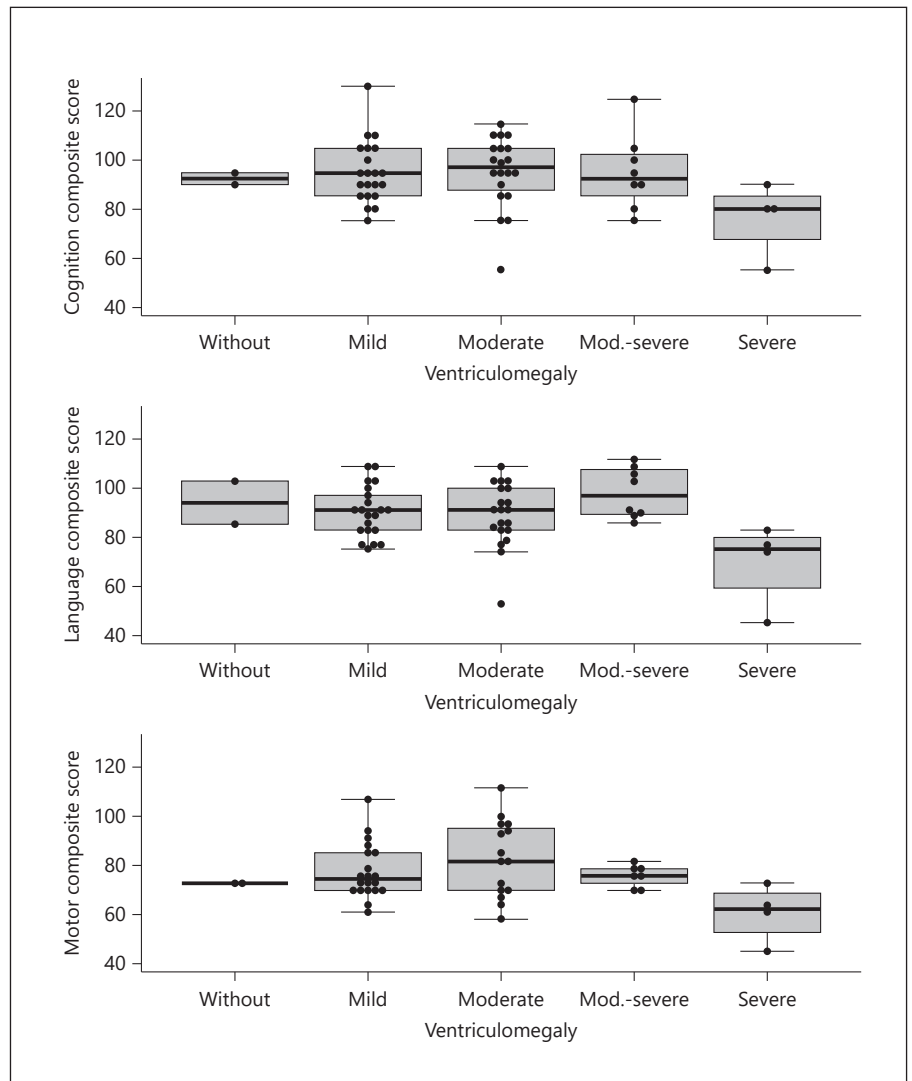 Cognition composite score
120
100
80
60
40
Without Mild Moderate Mod.-severe Severe
Ventriculomegaly
Language composite score
120
100
80
60
40
Without Mild Moderate Mod.-severe Severe
Ventriculomegaly
Motor composite score
120
100
80
60
40
Without Mild Moderate Mod.-severe Severe
Ventriculomegaly